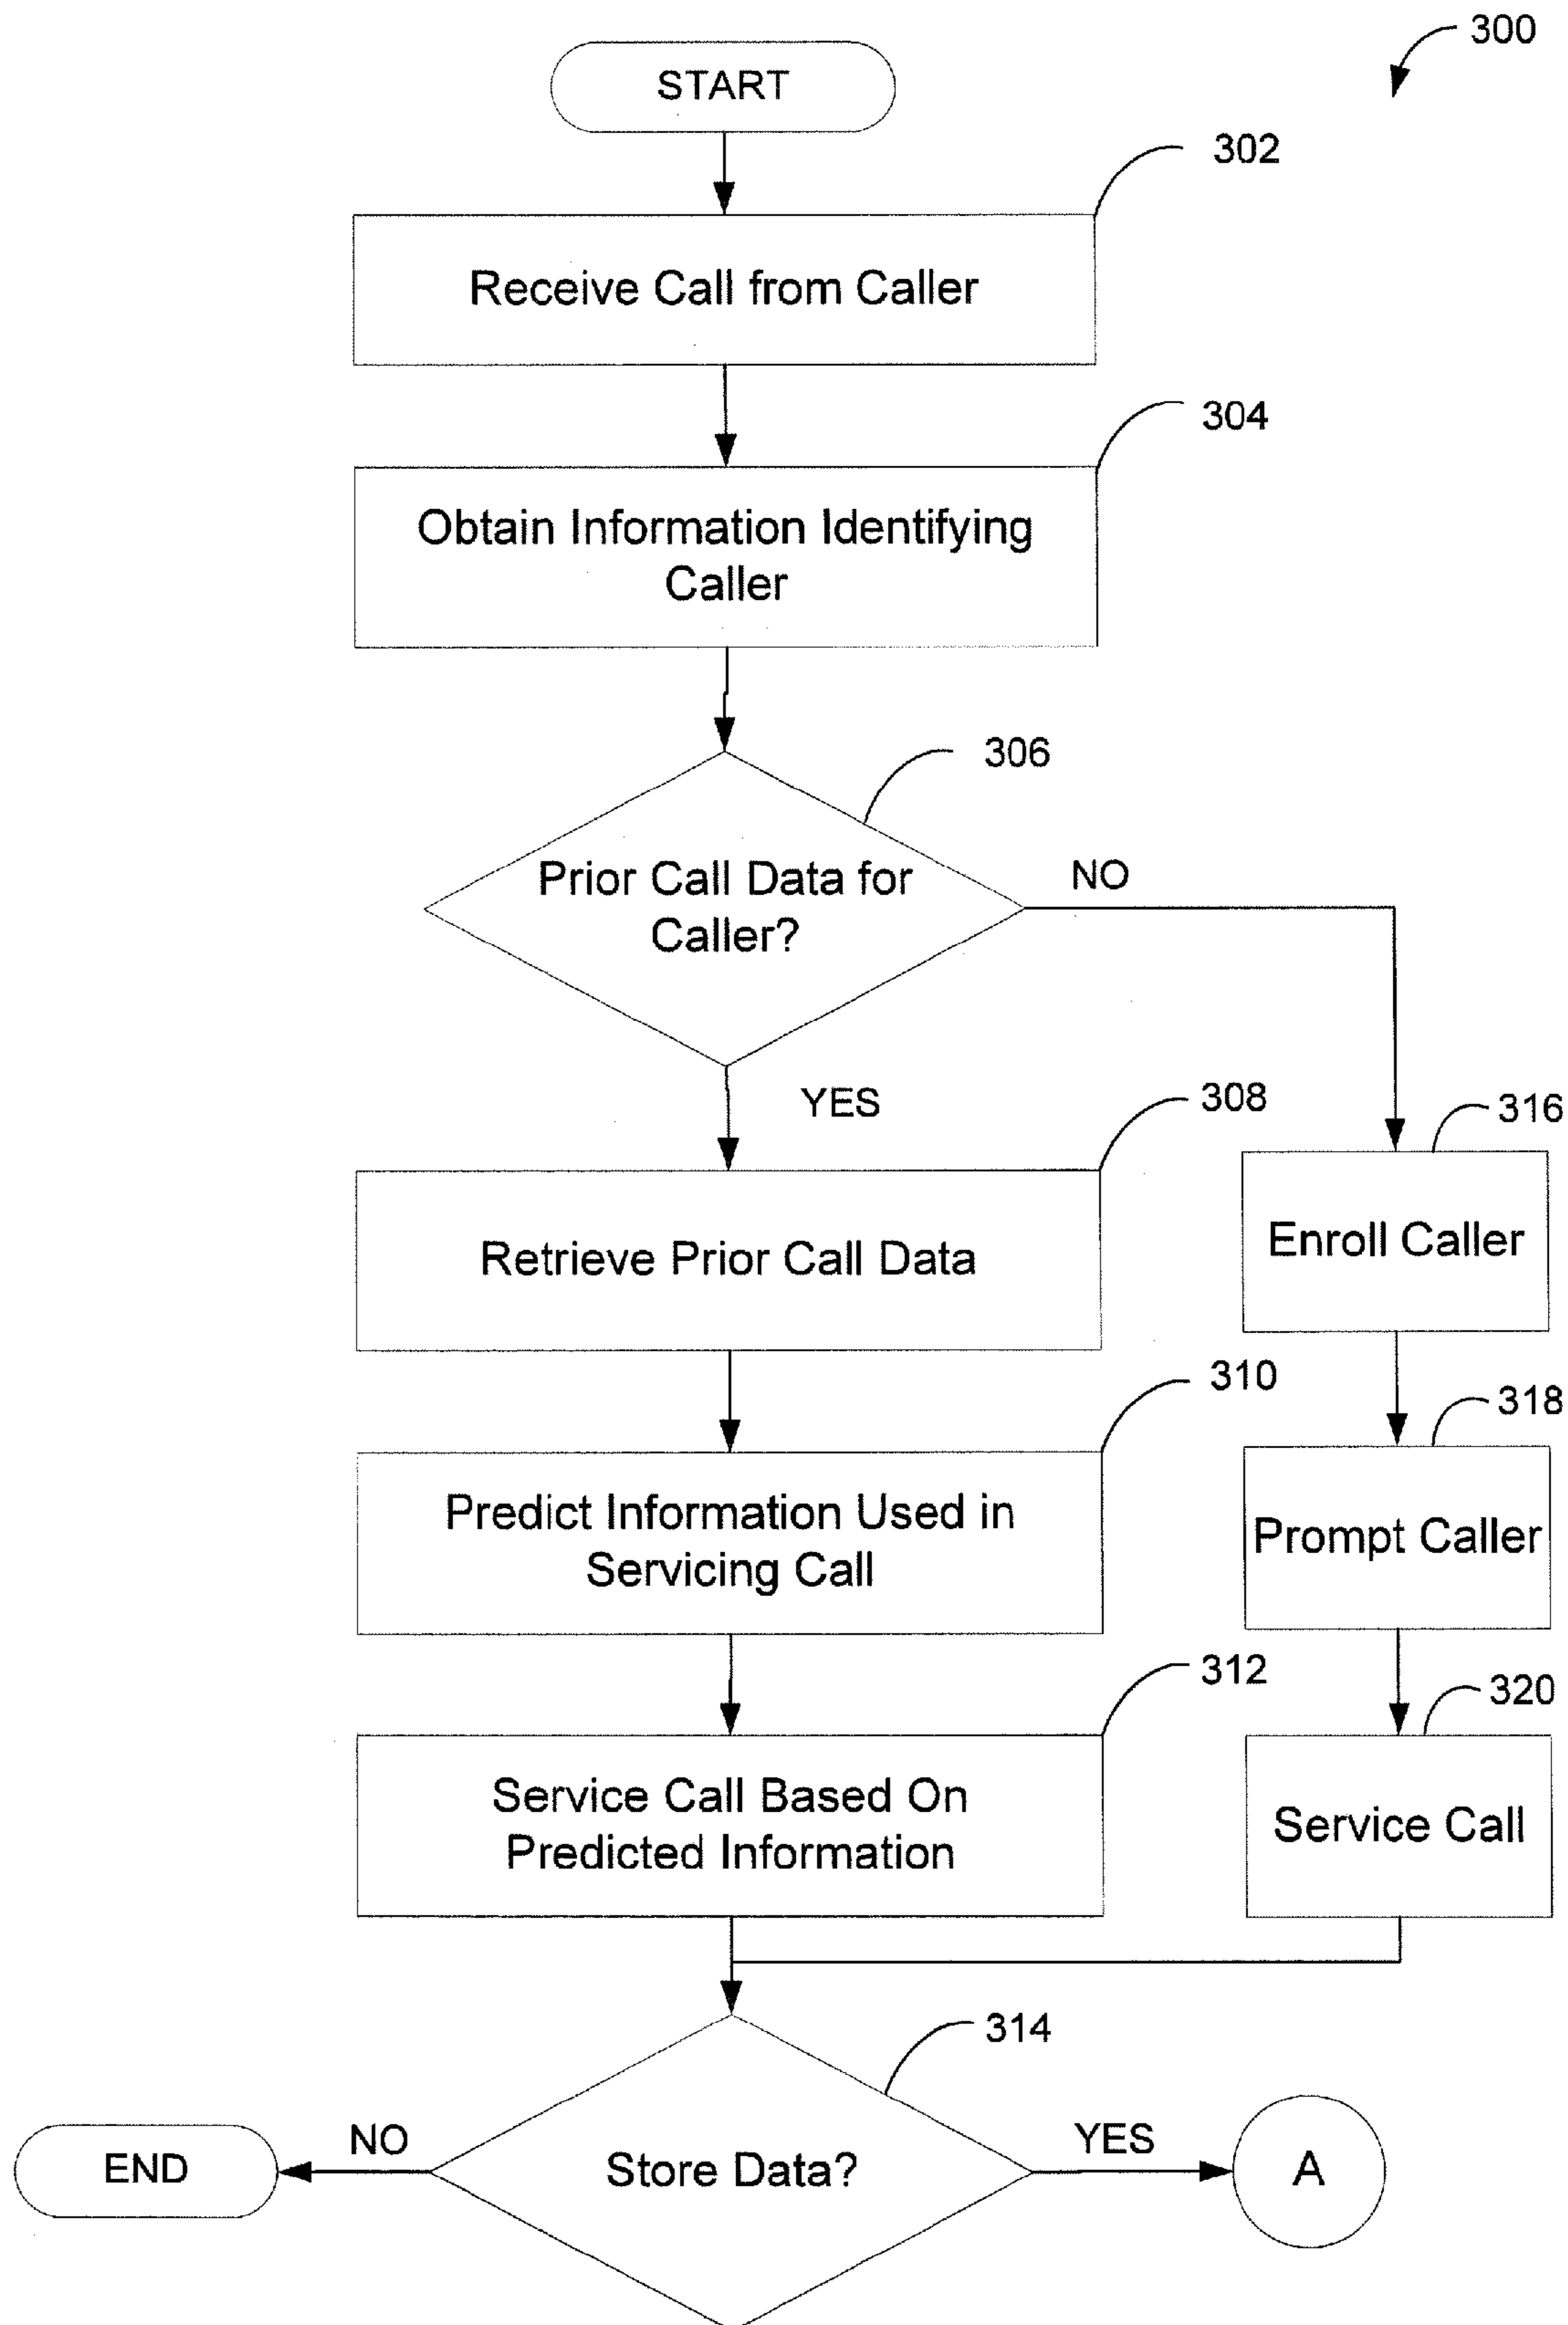 300
START
302
Receive Call from Caller
304
Obtain Information Identifying
Caller
306
Prior Call Data for
Caller?
NO
YES
308
Retrieve Prior Call Data
316
Enroll Caller
310
Predict Information Used in
Servicing Call
318
Prompt Caller
312
Service Call Based On
Predicted Information
320
Service Call
314
Store Data?
NO
END
YES
A